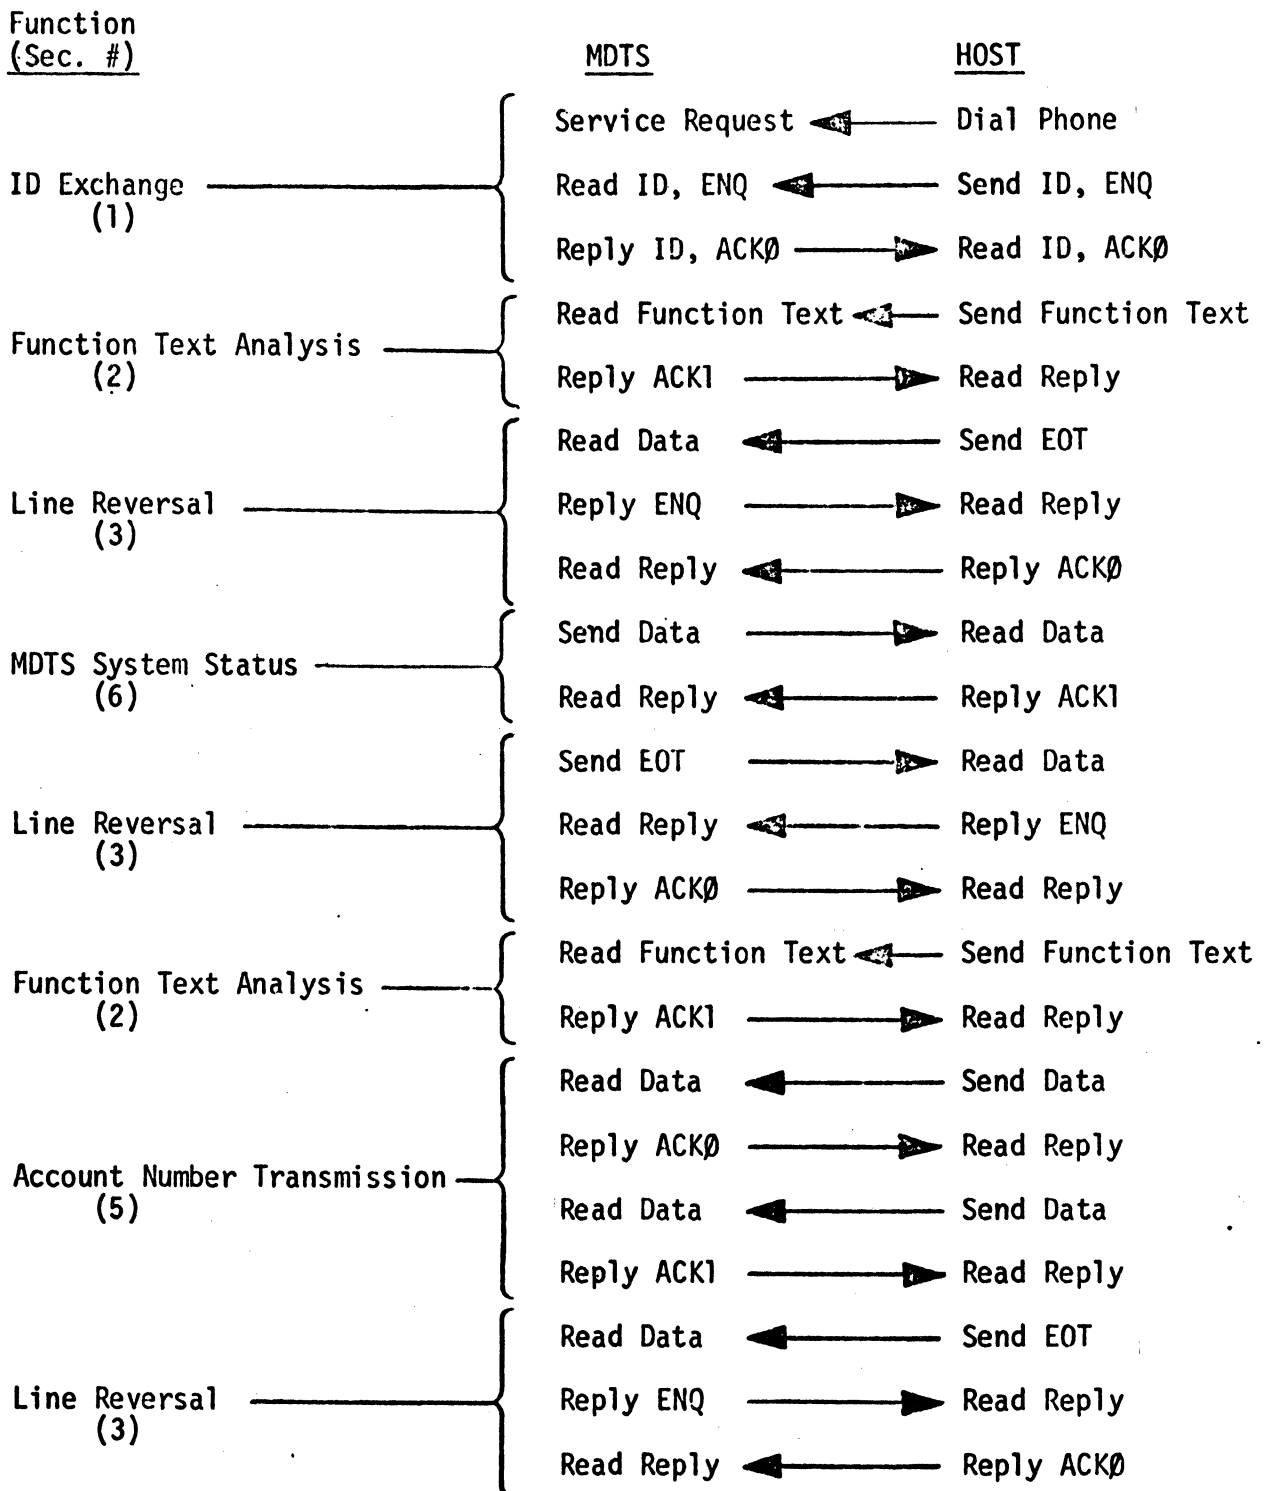 Function
(Sec. #)
MDTS HOST
Service Request Dial Phone
ID Exchange Read ID, ENQ Send ID, ENQ
(1)
Reply ID, ACKØ Read ID, ACKØ
Read Function Text Send Function Text
Function Text Analysis
(2)
Reply ACK1 Read Reply
Read Data Send EOT
Line Reversal Reply ENQ Read Reply
(3)
Read Reply Reply ACKØ
Send Data Read Data
MDTS System Status
(6)
Read Reply Reply ACK1
Send EOT Read Data
Line Reversal Read Reply Reply ENQ
(3)
Reply ACKØ Read Reply
Read Function Text Send Function Text
Function Text Analysis
(2)
Reply ACK1 Read Reply
Read Data Send Data
Reply ACKØ Read Reply
Account Number Transmission
(5)
Read Data Send Data
Reply ACK1 Read Reply
Read Data Send EOT
Line Reversal Reply ENQ Read Reply
(3)
Read Reply Reply ACKØ